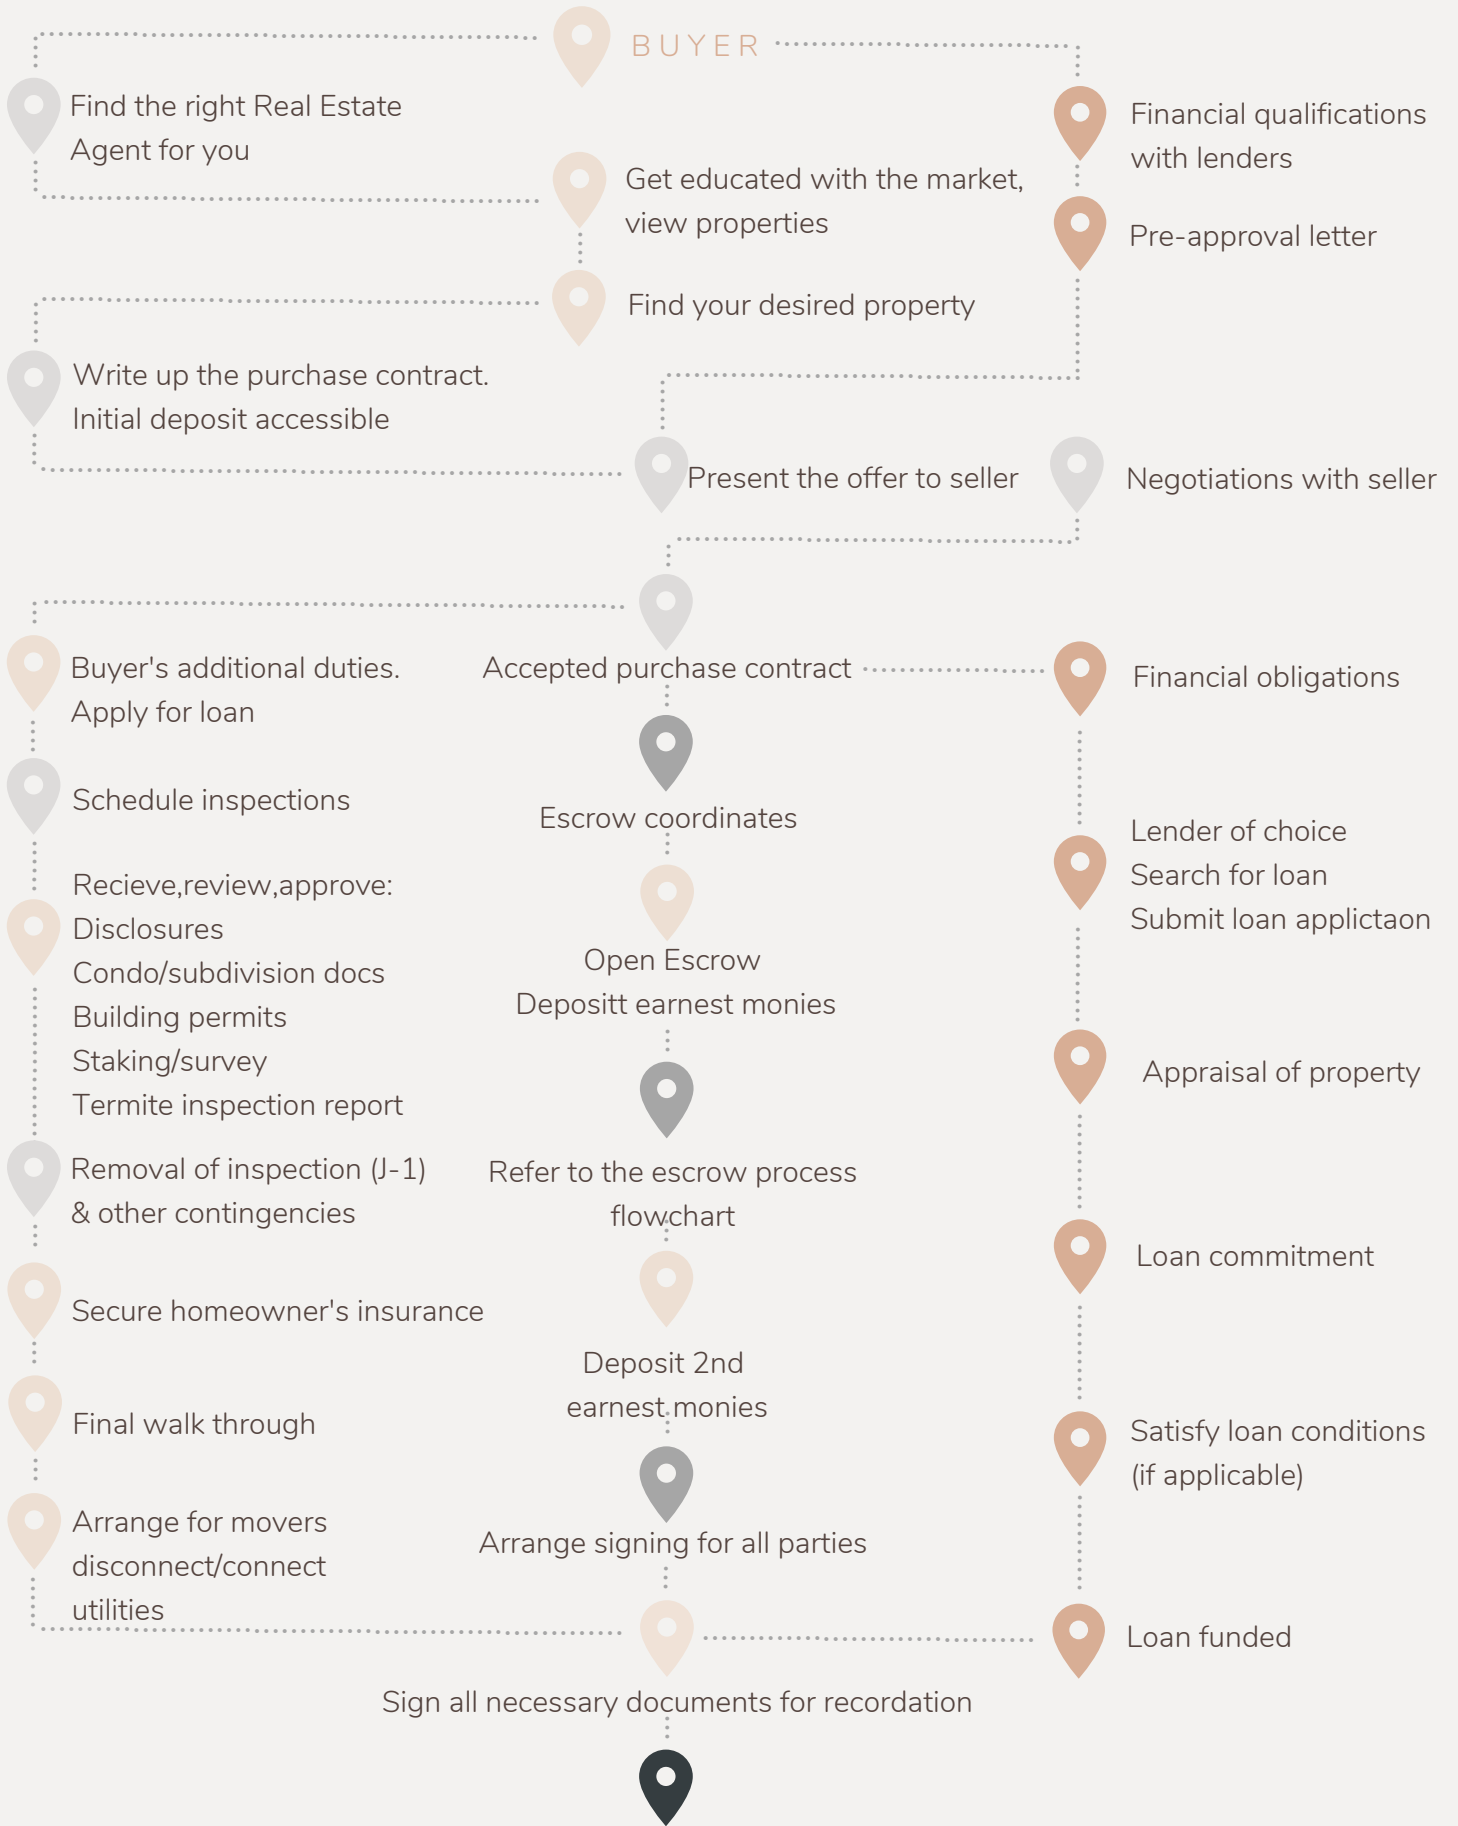 BUYER
Find the right Real Estate
Agent for you
Financial qualifications
with lenders
Get educated with the market,
view properties
Pre-approval letter
Find your desired property
Write up the purchase contract.
Initial deposit accessible
Present the offer to seller
Negotiations with seller
Accepted purchase contract
Buyer's additional duties.
Apply for loan
Schedule inspections
Recieve,review,approve:
Disclosures
Condo/subdivision docs
Building permits
Staking/survey
Termite inspection report
Removal of inspection (J-1)
& other contingencies
Secure homeowner's insurance
Final walk through
Arrange for movers
disconnect/connect
utilities
Escrow coordinates
Open Escrow
Depositt earnest monies
Refer to the escrow process
flowchart
Deposit 2nd
earnest monies
Arrange signing for all parties
Financial obligations
Lender of choice
Search for loan
Submit loan applictaon
Appraisal of property
Loan commitment
Satisfy loan conditions
(if applicable)
Loan funded
Sign all necessary documents for recordation